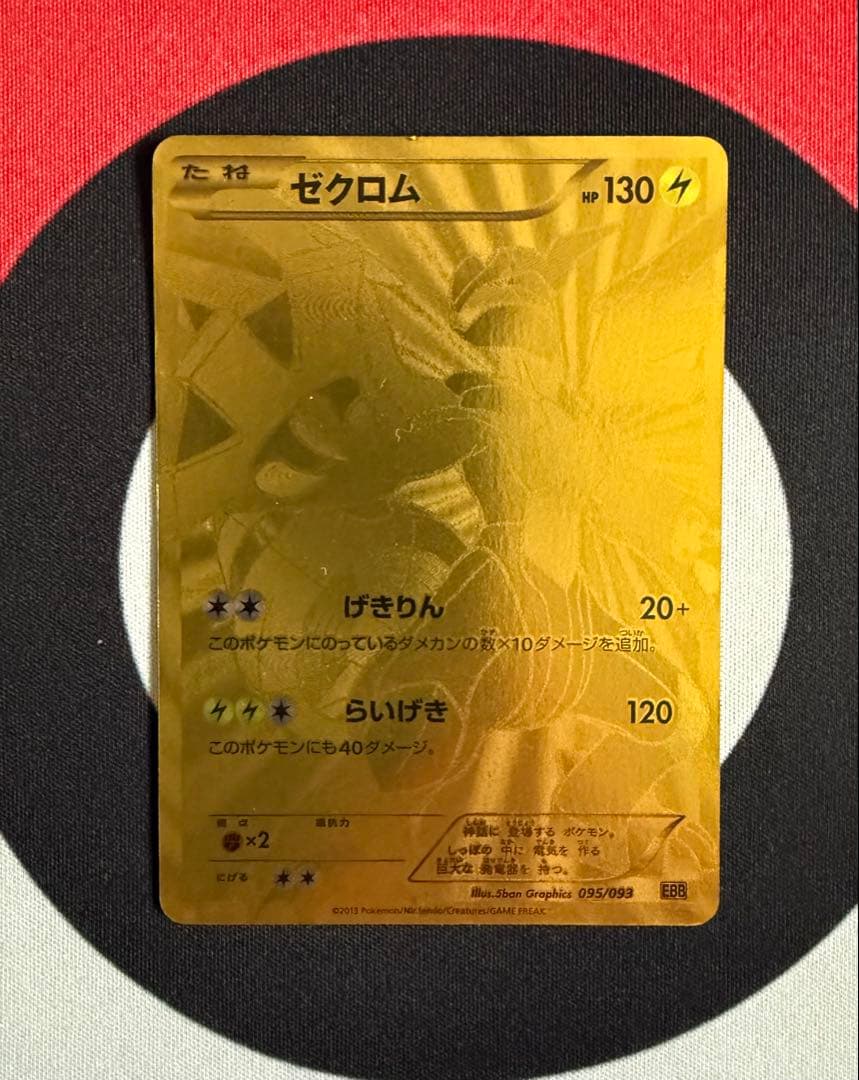 たね ゼクロム HP 130
げきりん 20+
このポケモンにのっているダメカンの数×10ダメージを追加。
らいげき 120
このポケモンにも40ダメージ。
弱点 抵抗力
×2
神話に 登場する ポケモン。
しっぽの 中に 電気を 作る
巨大な 発電器を 持つ。
にげる
illus.5ban Graphics 095/093 EBB
©2013 Pokémon/Nintendo/Creatures/GAME FREAK